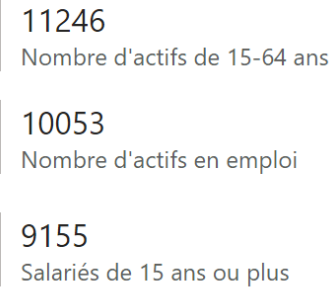 11246
Nombre d'actifs de 15-64 ans
10053
Nombre d'actifs en emploi
9155
Salariés de 15 ans ou plus